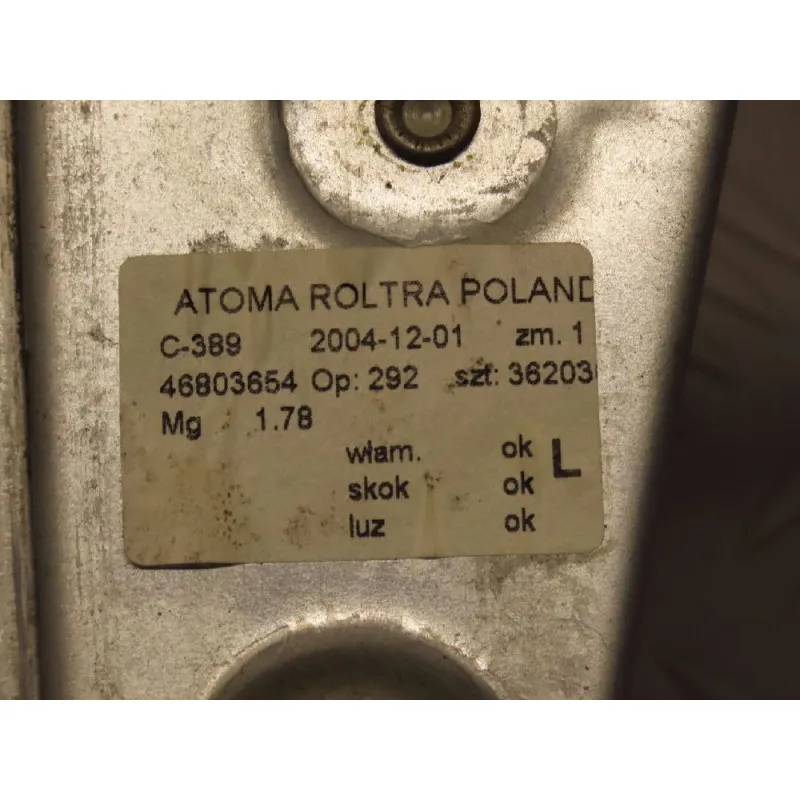 ATOMA ROLTRA POLAND
C-389 2004-12-01 zm. 1
46803654 Op: 292 szt: 36203
Mg 1.78
włam. ok L
skok ok
luz ok